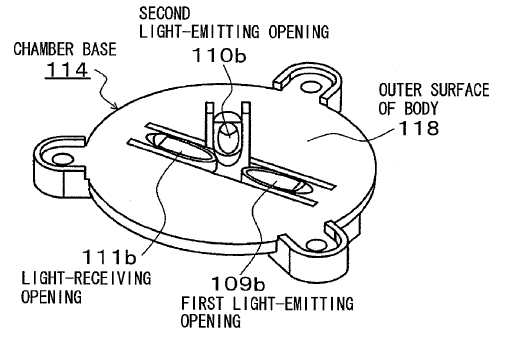 SECOND
LIGHT-EMITTING OPENING
110b
CHAMBER BASE
114
OUTER SURFACE
OF BODY
118
111b
LIGHT-RECEIVING
OPENING
109b
FIRST LIGHT-EMITTING
OPENING